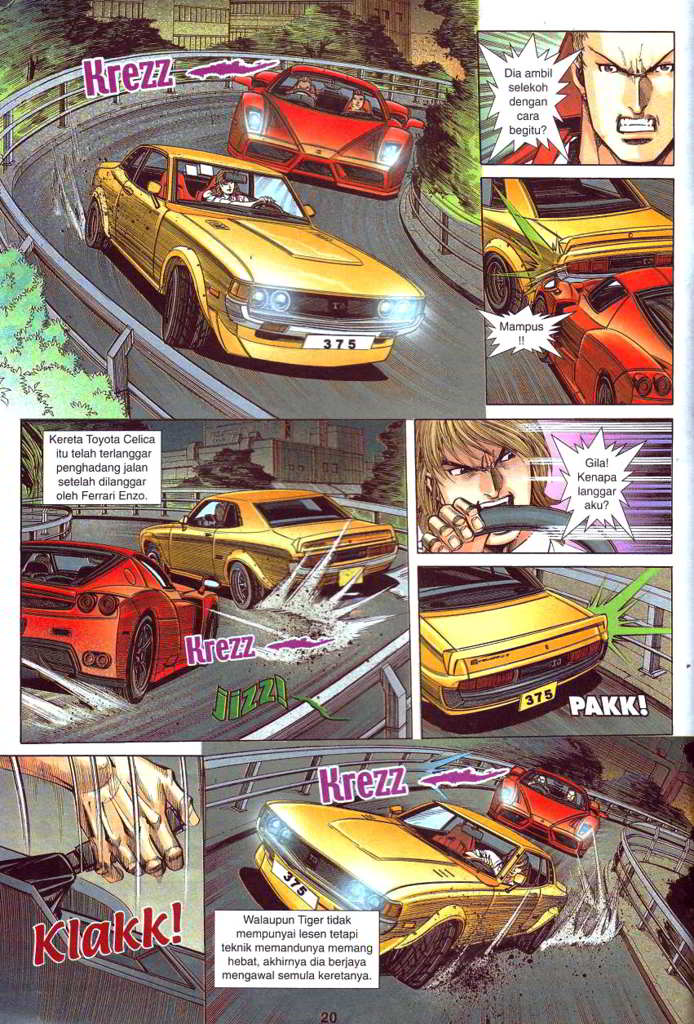 Krezz
Dia ambil
selekoh
dengan
cara
begitu?
375
Mampus
!!
Kereta Toyota Celica
itu telah terlanggar
penghadang jalan
setelah dilanggar
oleh Ferrari Enzo.
Krezz
jizz!
Gila!
Kenapa
langgar
aku?
375
PAKK!
Klakk!
Krezz
375
Walaupun Tiger tidak
mempunyai lesen tetapi
teknik memandunya memang
hebat, akhirnya dia berjaya
mengawal semula keretanya.
20